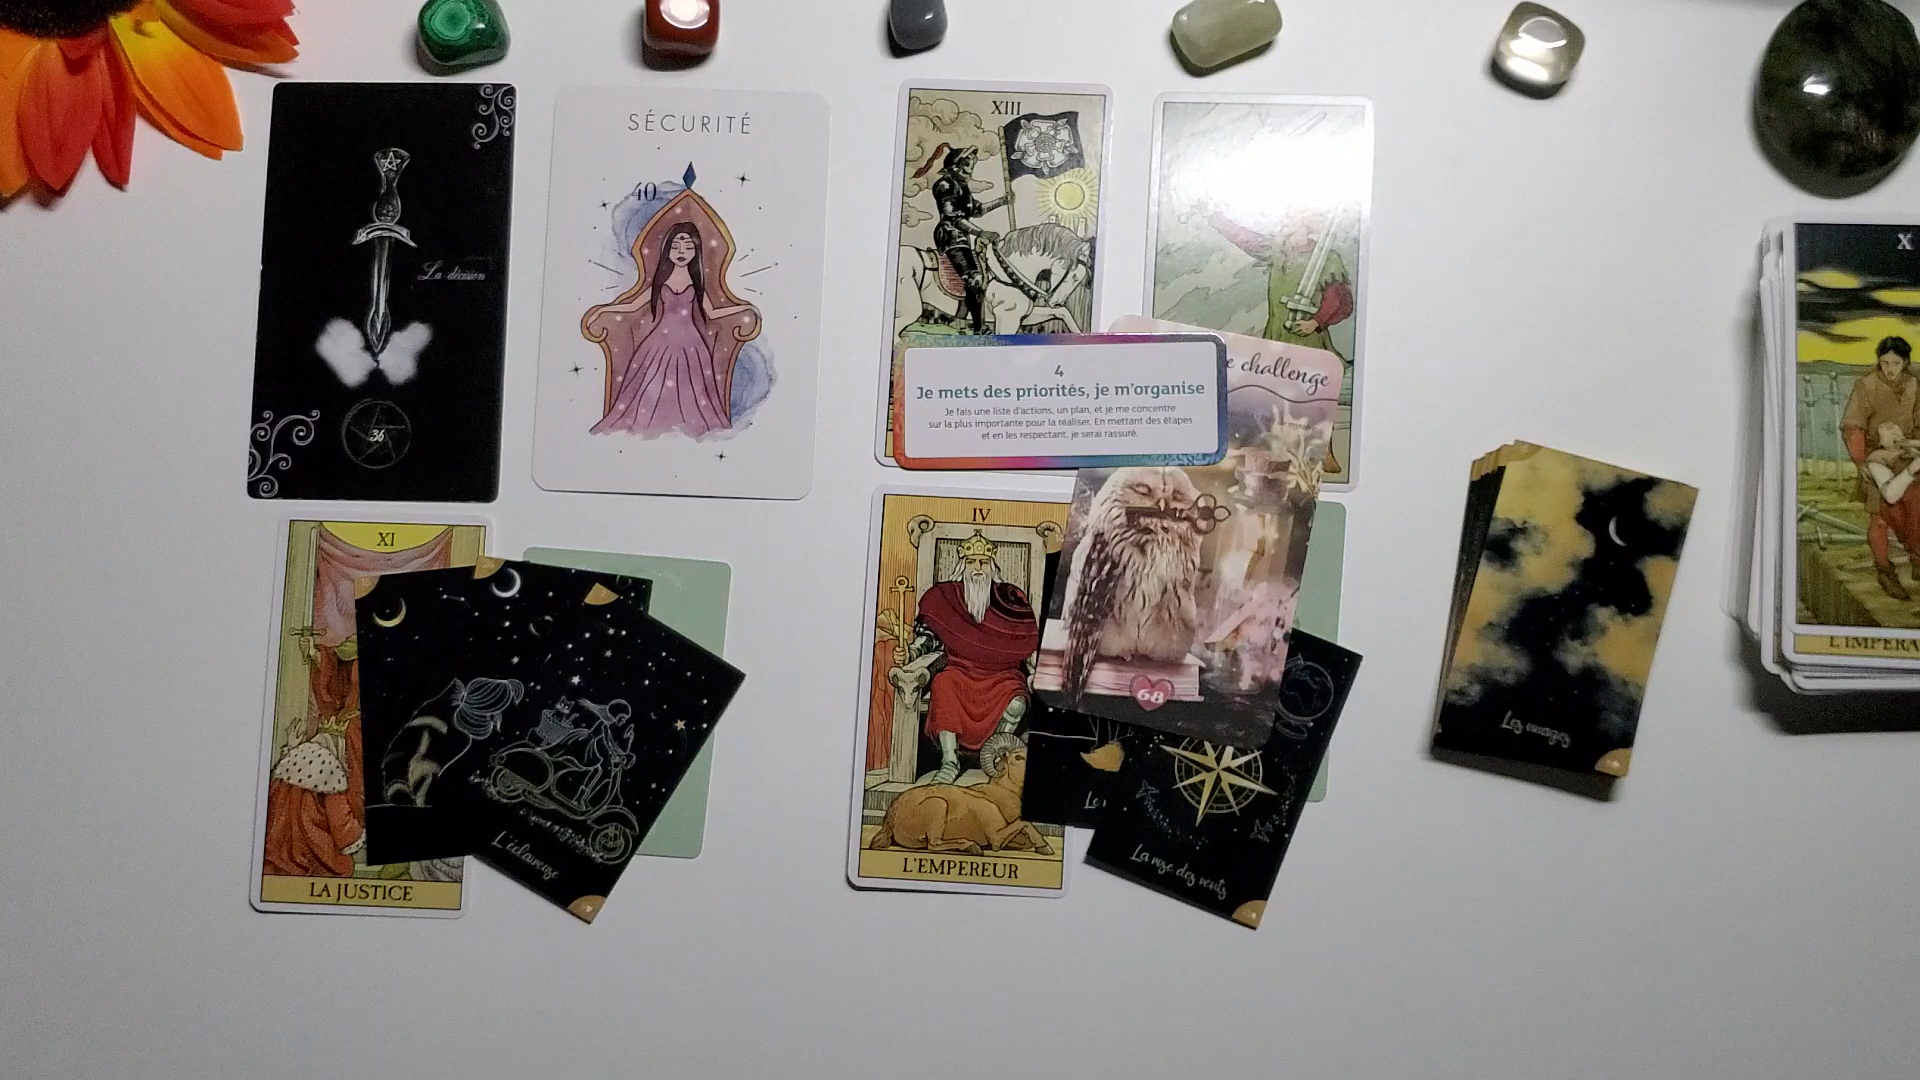 La décision
36
SÉCURITÉ
40
XIII
4
Je mets des priorités, je m'organise
Je fais une liste d'actions, un plan, et je me concentre
sur la plus importante pour la réaliser. En mettant des étapes
et en les respectant, je serai rassuré.
e challenge
68
XI
LA JUSTICE
L'éclaireuse
IV
L'EMPEREUR
La rose des vents
Les nuages
X
L'IMPÉRA